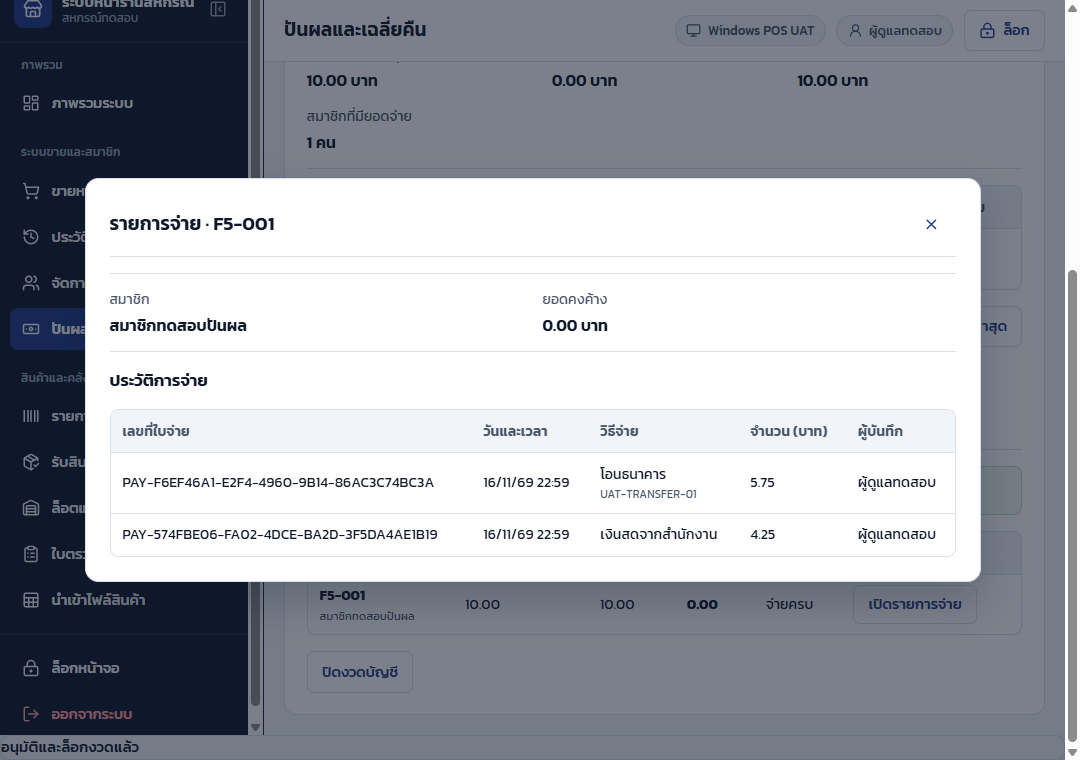 ระบบหน้าร้านสหกรณ์
สหกรณ์ทดสอบ
ภาพรวม
ภาพรวมระบบ
ระบบขายและสมาชิก
สินค้าและคลัง
นำเข้าไฟล์สินค้า
ล็อกหน้าจอ
ออกจากระบบ
อนุมัติและล็อกงวดแล้ว
ปันผลและเฉลี่ยคืน
Windows POS UAT
ผู้ดูแลทดสอบ
ล็อก
10.00 บาท 0.00 บาท 10.00 บาท
สมาชิกที่มียอดจ่าย
1 คน
รายการจ่าย · F5-001
สมาชิก ยอดคงค้าง
สมาชิกทดสอบปันผล 0.00 บาท
ประวัติการจ่าย
เลขที่ใบจ่าย วันและเวลา วิธีจ่าย จำนวน (บาท) ผู้บันทึก
PAY-F6EF46A1-E2F4-4960-9B14-86AC3C74BC3A 16/11/69 22:59 โอนธนาคาร 5.75 ผู้ดูแลทดสอบ
UAT-TRANSFER-01
PAY-574FBE06-FA02-4DCE-BA2D-3F5DA4AE1B19 16/11/69 22:59 เงินสดจากสำนักงาน 4.25 ผู้ดูแลทดสอบ
F5-001 10.00 10.00 0.00 จ่ายครบ เปิดรายการจ่าย
สมาชิกทดสอบปันผล
ปิดงวดบัญชี